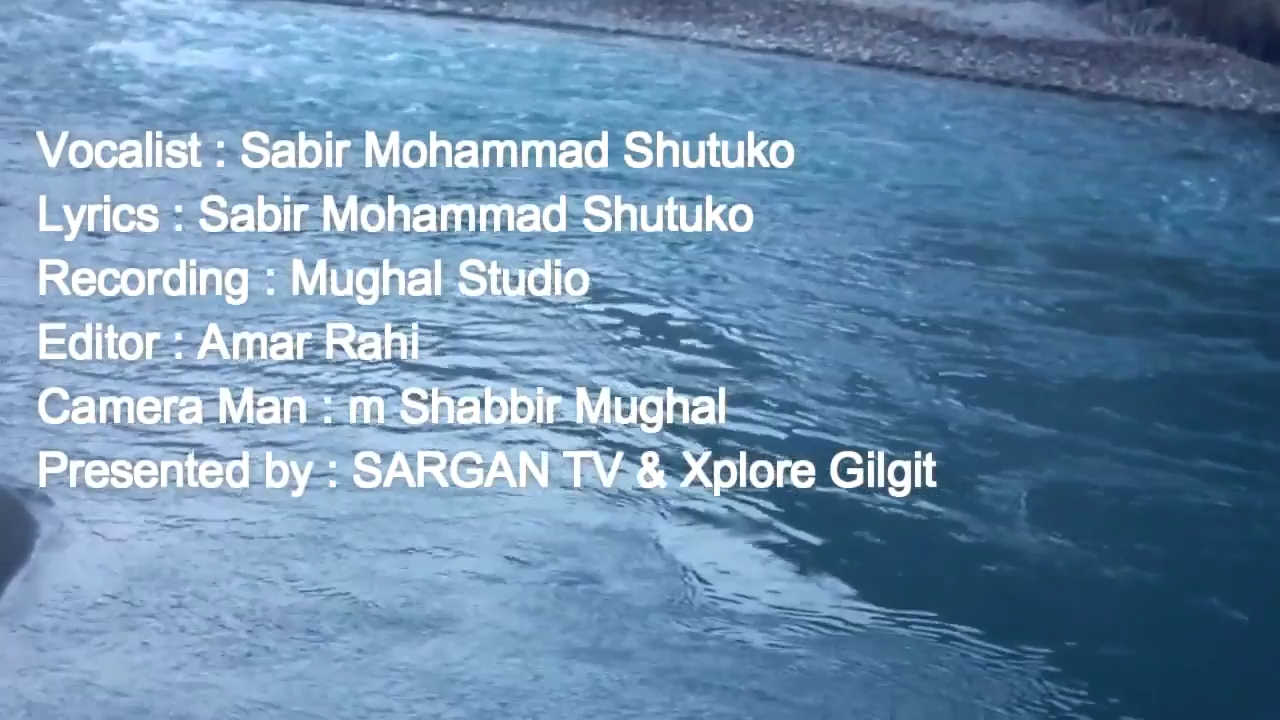 Vocalist : Sabir Mohammad Shutuko
Lyrics : Sabir Mohammad Shutuko
Recording : Mughal Studio
Editor : Amar Rahi
Camera Man : m Shabbir Mughal
Presented by : SARGAN TV & Xplore Gilgit